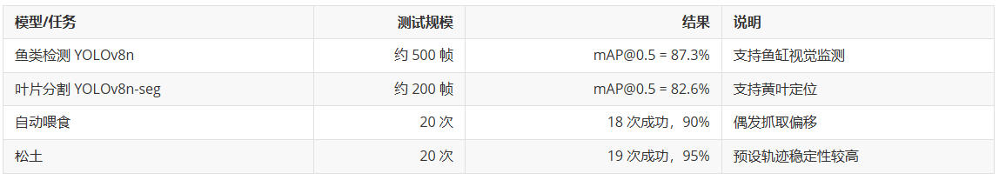 模型/任务 测试规模 结果 说明
鱼类检测 YOLOv8n 约 500 帧 mAP@0.5 = 87.3% 支持鱼缸视觉监测
叶片分割 YOLOv8n-seg 约 200 帧 mAP@0.5 = 82.6% 支持黄叶定位
自动喂食 20 次 18 次成功，90% 偶发抓取偏移
松土 20 次 19 次成功，95% 预设轨迹稳定性较高